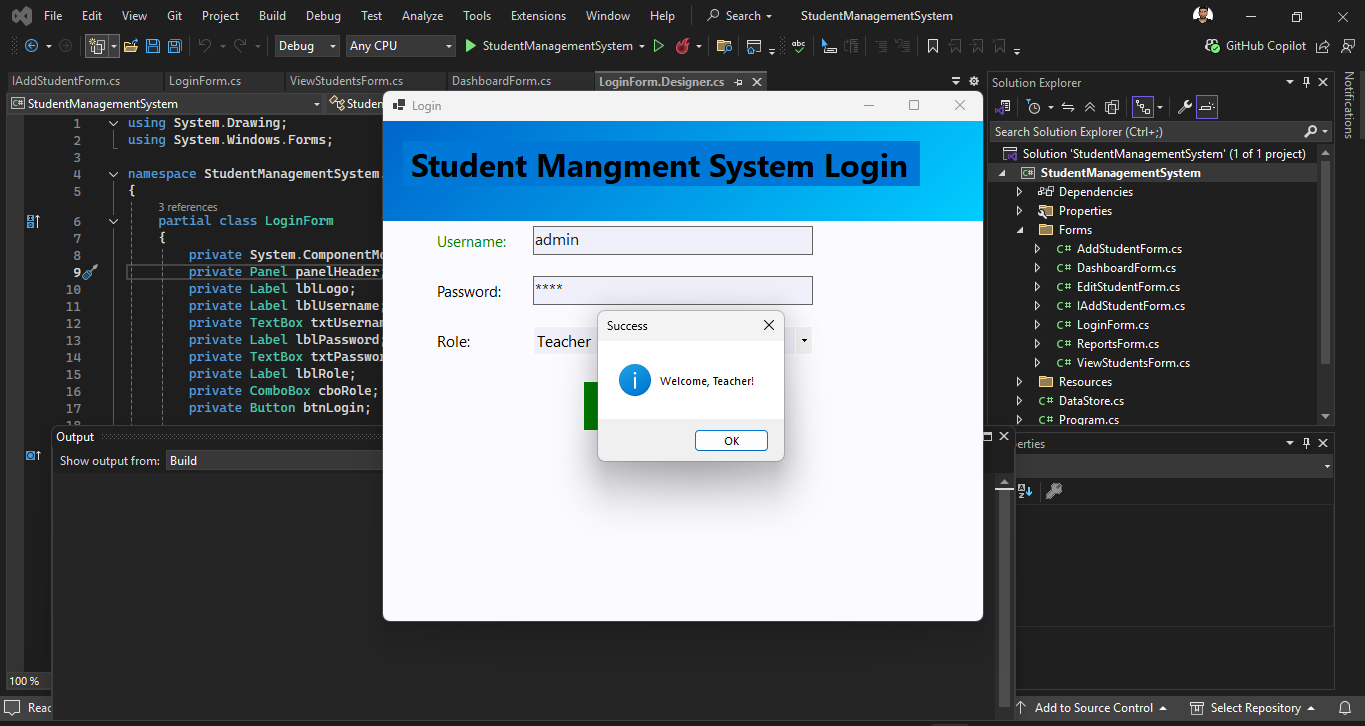 File Edit View Git Project Build Debug Test Analyze Tools Extensions Window Help Search StudentManagementSystem
Debug Any CPU StudentManagementSystem GitHub Copilot
IAddStudentForm.cs LoginForm.cs ViewStudentsForm.cs DashboardForm.cs LoginForm.Designer.cs
StudentManagementSystem Studen
1 using System.Drawing;
2 using System.Windows.Forms;
3
4 namespace StudentManagementSystem.
5 {
3 references
6 partial class LoginForm
7 {
8 private System.ComponentMo
9 private Panel panelHeader;
10 private Label lblLogo;
11 private Label lblUsername;
12 private TextBox txtUsernam
13 private Label lblPassword;
14 private TextBox txtPasswor
15 private Label lblRole;
16 private ComboBox cboRole;
17 private Button btnLogin;
18
100 %
Output
Show output from: Build
Login
Student Mangment System Login
Username: admin
Password: ****
Role: Teacher
Success
Welcome, Teacher!
OK
Solution Explorer
Search Solution Explorer (Ctrl+;)
Solution 'StudentManagementSystem' (1 of 1 project)
StudentManagementSystem
Dependencies
Properties
Forms
C# AddStudentForm.cs
C# DashboardForm.cs
C# EditStudentForm.cs
C# IAddStudentForm.cs
C# LoginForm.cs
C# ReportsForm.cs
C# ViewStudentsForm.cs
Resources
C# DataStore.cs
C# Program.cs
Notifications
erties
Reac
Add to Source Control Select Repository